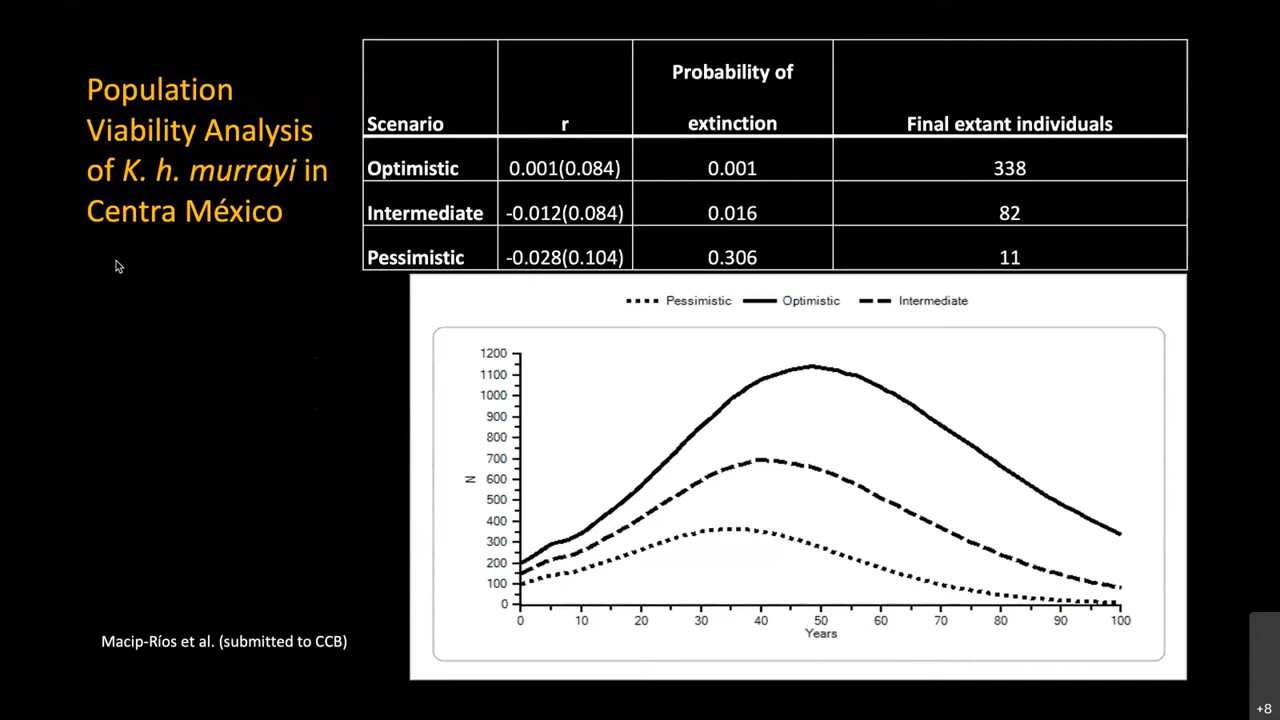 Population
Viability Analysis
of K. h. murrayi in
Centra México
Probability of
Scenario r extinction Final extant individuals
Optimistic 0.001(0.084) 0.001 338
Intermediate -0.012(0.084) 0.016 82
Pessimistic -0.028(0.104) 0.306 11
Pessimistic Optimistic Intermediate
1200
1100
1000
900
800
700
600
500
400
300
200
100
0
N
0 10 20 30 40 50 60 70 80 90 100
Years
Macip-Ríos et al. (submitted to CCB)
+8